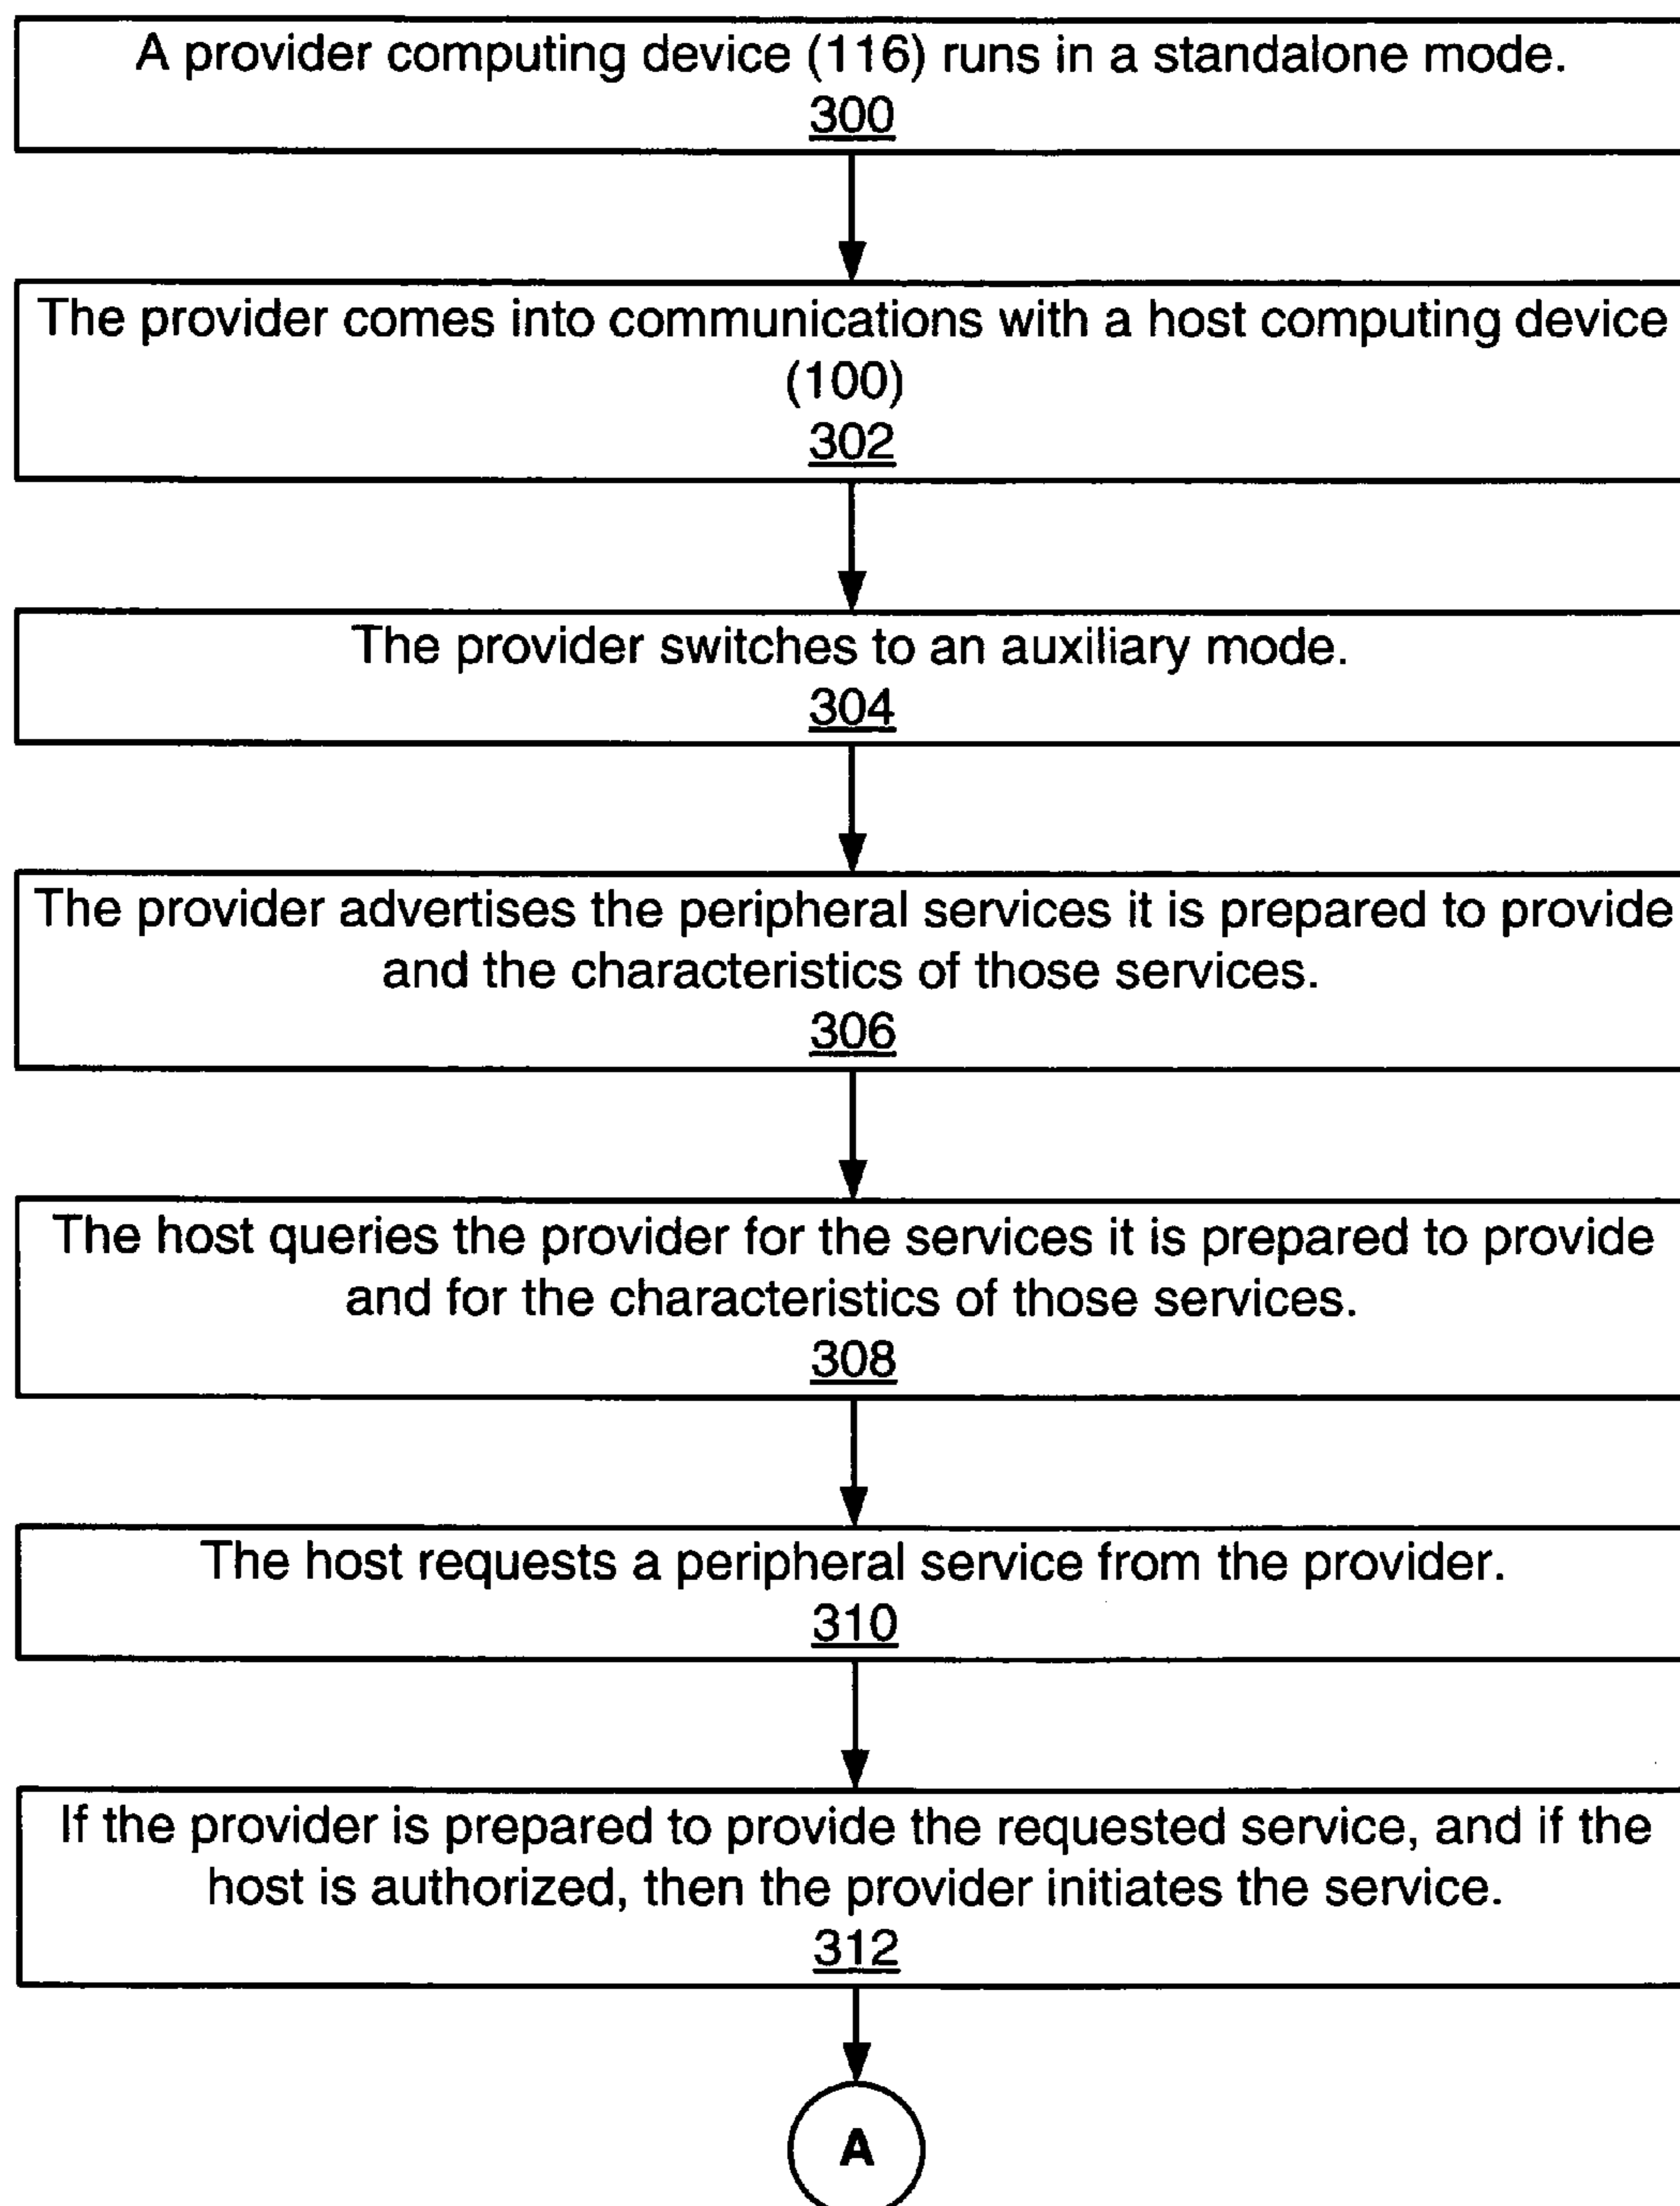 A provider computing device (116) runs in a standalone mode.
300
The provider comes into communications with a host computing device
(100)
302
The provider switches to an auxiliary mode.
304
The provider advertises the peripheral services it is prepared to provide
and the characteristics of those services.
306
The host queries the provider for the services it is prepared to provide
and for the characteristics of those services.
308
The host requests a peripheral service from the provider.
310
If the provider is prepared to provide the requested service, and if the
host is authorized, then the provider initiates the service.
312
A